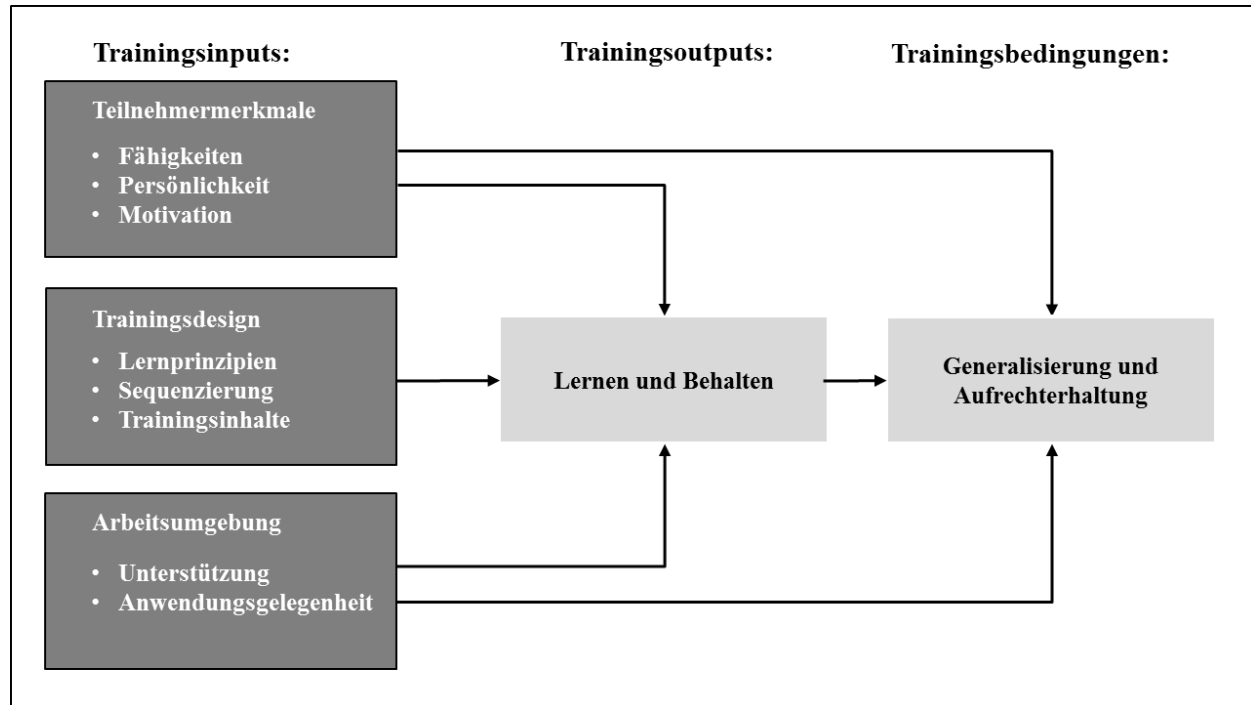 Trainingsinputs:
Trainingsoutputs:
Trainingsbedingungen:
Teilnehmermerkmale
• Fähigkeiten
• Persönlichkeit
• Motivation
Trainingsdesign
• Lernprinzipien
• Sequenzierung
• Trainingsinhalte
Arbeitsumgebung
• Unterstützung
• Anwendungsgelegenheit
Lernen und Behalten
Generalisierung und
Aufrechterhaltung